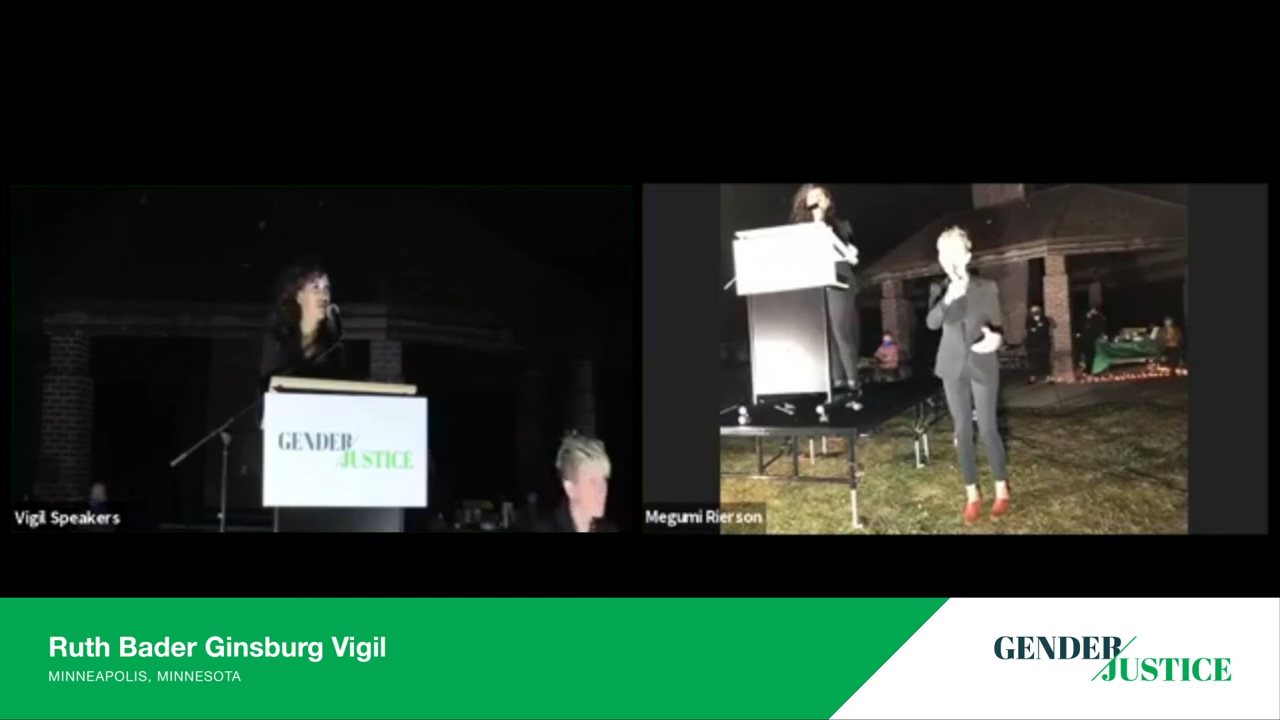 GENDER
JUSTICE
Vigil Speakers
Megumi Rierson
Ruth Bader Ginsburg Vigil
MINNEAPOLIS, MINNESOTA
GENDER
JUSTICE